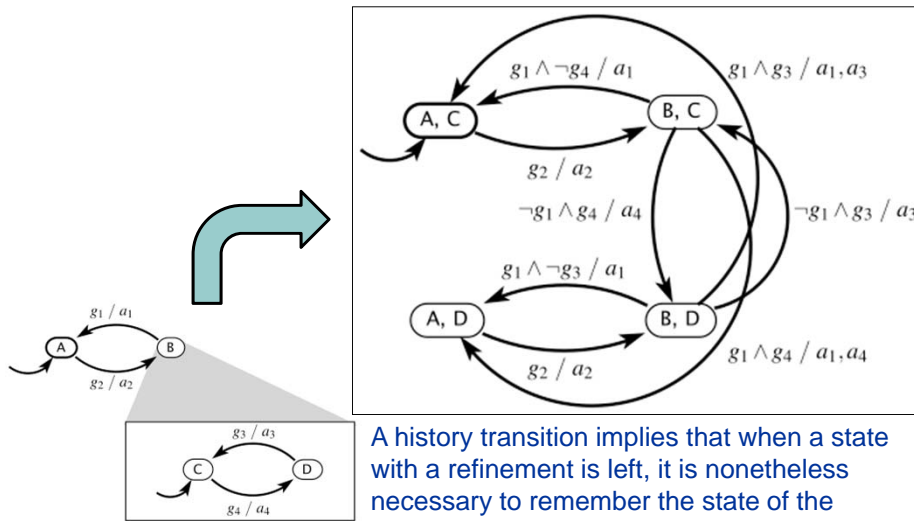 g₁ ∧ ¬g₄ / a₁
g₁ ∧ g₃ / a₁, a₃
A, C
B, C
g₂ / a₂
¬g₁ ∧ g₄ / a₄
¬g₁ ∧ g₃ / a₃
g₁ ∧ ¬g₃ / a₁
A, D
B, D
g₂ / a₂
g₁ ∧ g₄ / a₁, a₄
g₁ / a₁
A
B
g₂ / a₂
g₃ / a₃
C
D
g₄ / a₄
A history transition implies that when a state
with a refinement is left, it is nonetheless
necessary to remember the state of the